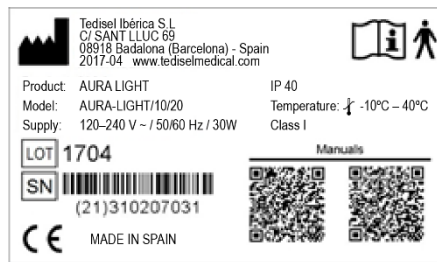 Tedisel Ibérica S.L
C/ SANT LLUC 69
08918 Badalona (Barcelona) - Spain
2017-04 www.tediselmedical.com
Product: AURA LIGHT IP 40
Model: AURA-LIGHT/10/20 Temperature: -10ºC – 40ºC
Supply: 120–240 V ~ / 50/60 Hz / 30W Class I
LOT 1704
Manuals
SN
(21)310207031
CE MADE IN SPAIN